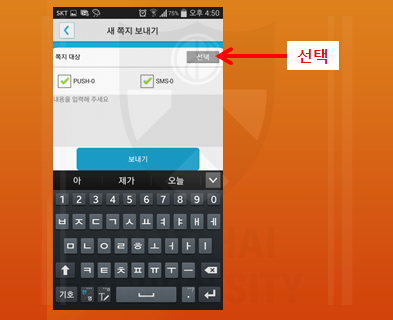 SKT 75% 오후 4:50
새 쪽지 보내기
쪽지 대상 선택
선택
PUSH-0 SMS-0
내용을 입력해 주세요
보내기
아 제가 오늘
1 2 3 4 5 6 7 8 9 0
ㅂ ㅈ ㄷ ㄱ ㅅ ㅛ ㅕ ㅑ ㅐ ㅔ
ㅁ ㄴ ㅇ ㄹ ㅎ ㅗ ㅓ ㅏ ㅣ
ㅋ ㅌ ㅊ ㅍ ㅠ ㅜ ㅡ
기호 .